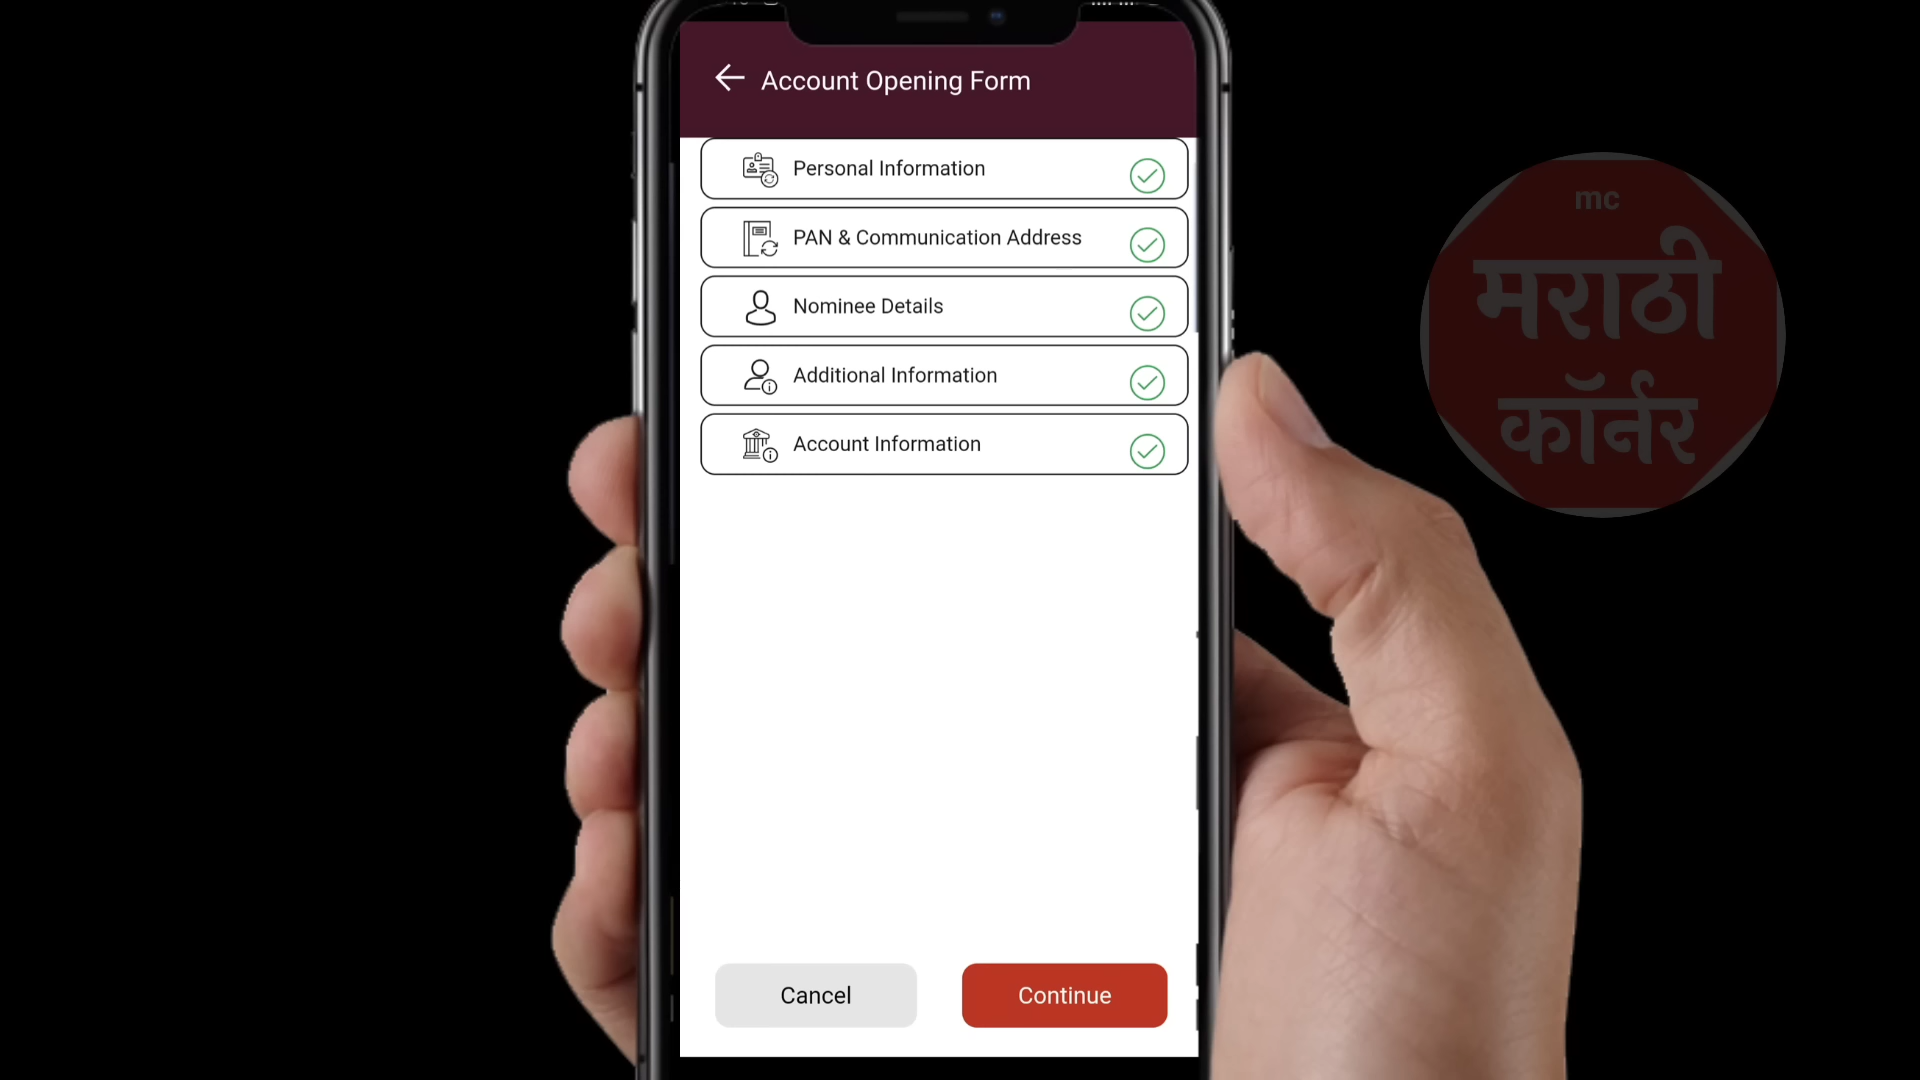 Account Opening Form
Personal Information
PAN & Communication Address
Nominee Details
Additional Information
Account Information
Cancel
Continue
mc
मराठी
कॉर्नर